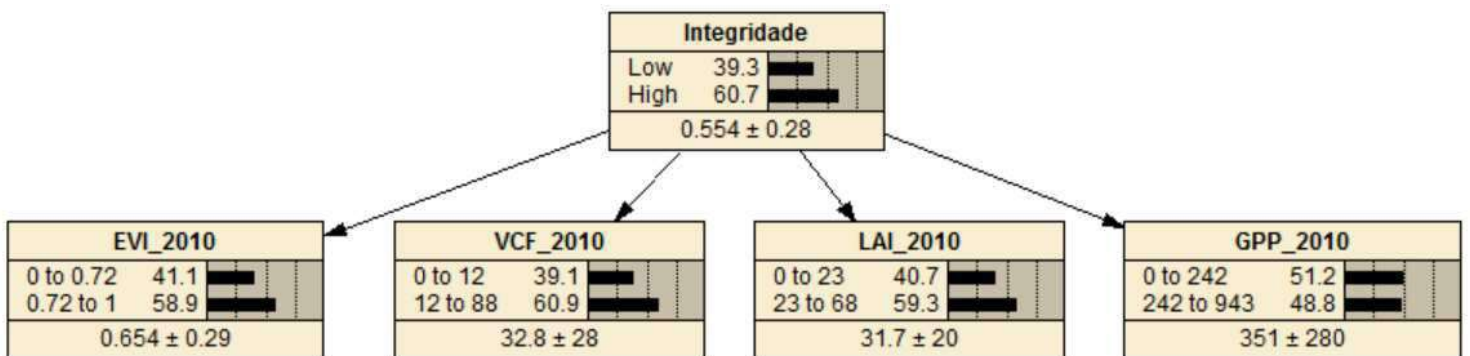 Integridade
Low 39.3
High 60.7
0.554 ± 0.28
EVI_2010
0 to 0.72 41.1
0.72 to 1 58.9
0.654 ± 0.29
VCF_2010
0 to 12 39.1
12 to 88 60.9
32.8 ± 28
LAI_2010
0 to 23 40.7
23 to 68 59.3
31.7 ± 20
GPP_2010
0 to 242 51.2
242 to 943 48.8
351 ± 280